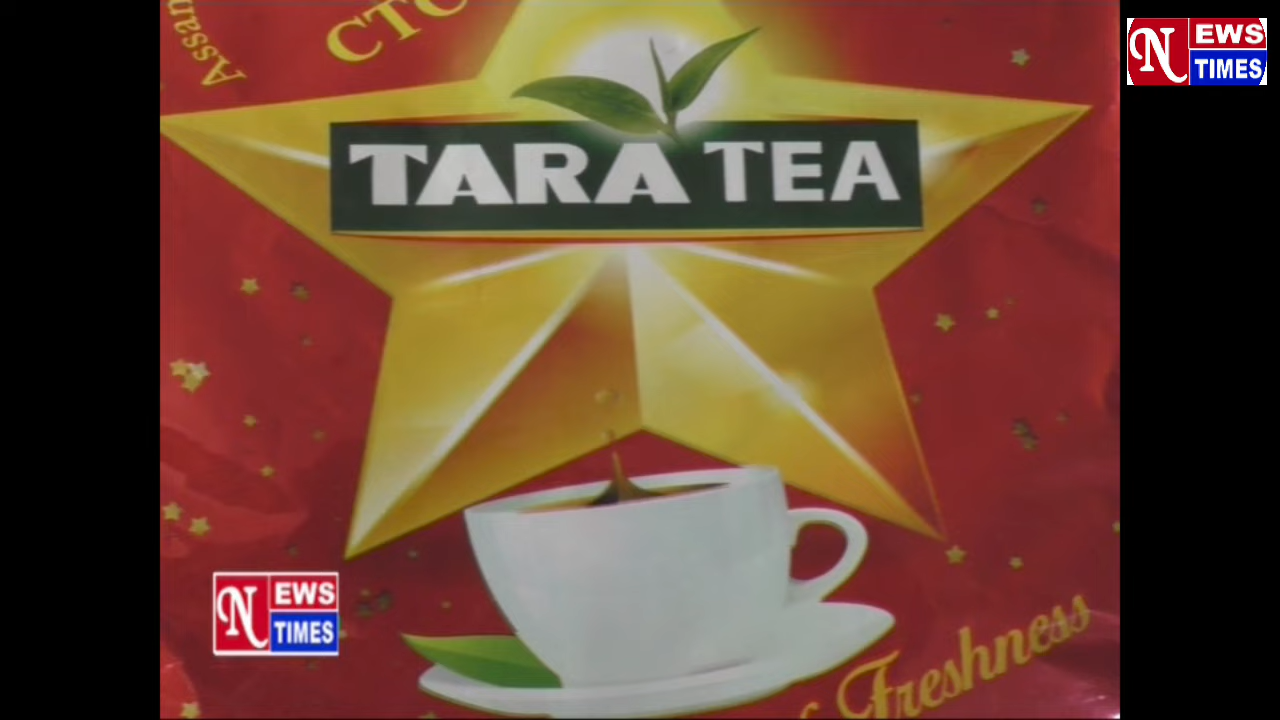 Assam
CTC
NEWS
TIMES
TARA TEA
NEWS
TIMES
Freshness